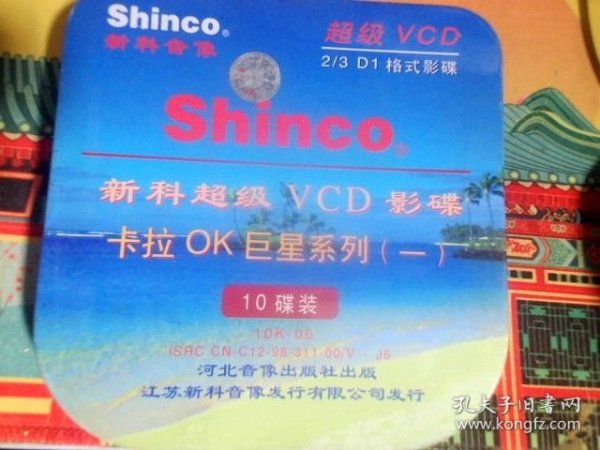 Shinco®
新科音像
超级 VCD
2/3 D1 格式影碟
Shinco®
新科超级 VCD 影碟
卡拉 OK 巨星系列(一)
10 碟装
10K-06
ISRC CN-C12-98-311-00/V·J6
河北音像出版社出版
江苏新科音像发行有限公司发行
孔夫子旧书网
www.kongfz.com